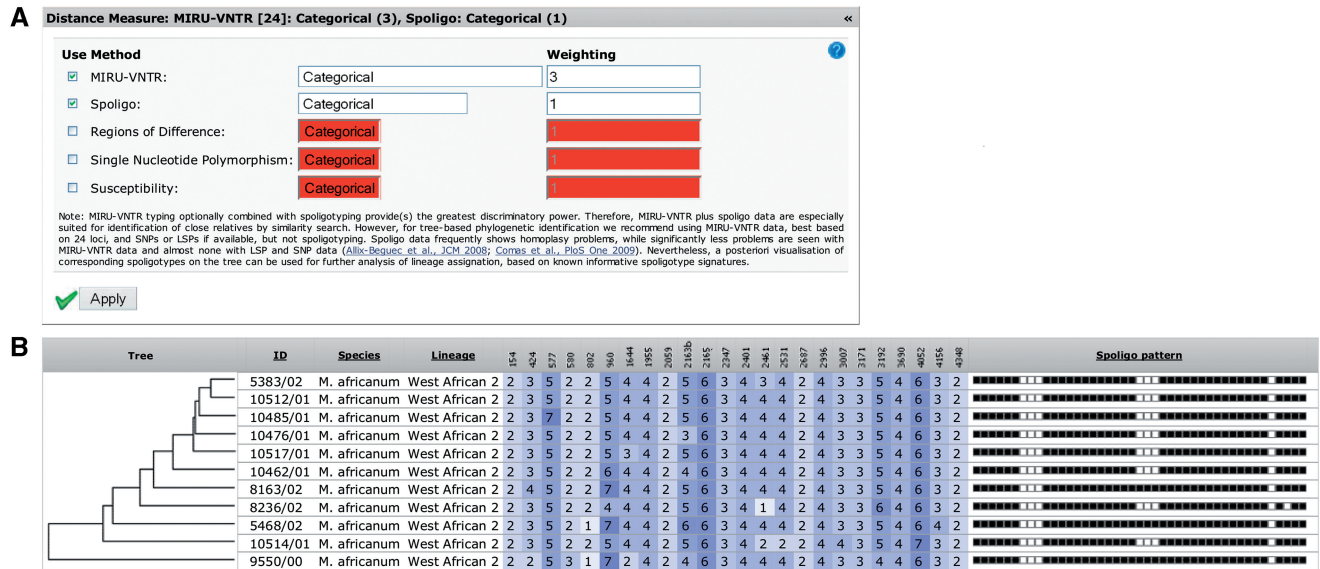 A
Distance Measure: MIRU-VNTR [24]: Categorical (3), Spoligo: Categorical (1) «
Use Method Weighting ?
MIRU-VNTR: Categorical 3
Spoligo: Categorical 1
Regions of Difference: Categorical 1
Single Nucleotide Polymorphism: Categorical 1
Susceptibility: Categorical 1
Note: MIRU-VNTR typing optionally combined with spoligotyping provide(s) the greatest discriminatory power. Therefore, MIRU-VNTR plus spoligo data are especially
suited for identification of close relatives by similarity search. However, for tree-based phylogenetic identification we recommend using MIRU-VNTR data, best based
on 24 loci, and SNPs or LSPs if available, but not spoligotyping. Spoligo data frequently shows homoplasy problems, while significantly less problems are seen with
MIRU-VNTR data and almost none with LSP and SNP data (Allix-Beguec et al., JCM 2008; Comas et al., PloS One 2009). Nevertheless, a posteriori visualisation of
corresponding spoligotypes on the tree can be used for further analysis of lineage assignation, based on known informative spoligotype signatures.
Apply
B
Tree ID Species Lineage 154 424 577 580 802 960 1644 1955 2059 2163b 2165 2347 2401 2461 2531 2687 2996 3007 3171 3192 3690 4052 4156 4348 Spoligo pattern
5383/02 M. africanum West African 2 2 3 5 2 2 5 4 4 2 5 6 3 4 3 4 2 4 3 3 5 4 6 3 2
10512/01 M. africanum West African 2 2 3 5 2 2 5 4 4 2 5 6 3 4 4 4 2 4 3 3 5 4 6 3 2
10485/01 M. africanum West African 2 2 3 7 2 2 5 4 4 2 5 6 3 4 4 4 2 4 3 3 5 4 6 3 2
10476/01 M. africanum West African 2 2 3 5 2 2 5 4 4 2 3 6 3 4 4 4 2 4 3 3 5 4 6 3 2
10517/01 M. africanum West African 2 2 3 5 2 2 5 3 4 2 5 6 3 4 4 4 2 4 3 3 5 4 6 3 2
10462/01 M. africanum West African 2 2 3 5 2 2 6 4 4 2 4 6 3 4 4 4 2 4 3 3 5 4 6 3 2
8163/02 M. africanum West African 2 2 4 5 2 2 7 4 4 2 5 6 3 4 4 4 2 4 3 3 5 4 6 3 2
8236/02 M. africanum West African 2 2 3 5 2 2 4 4 4 2 5 6 3 4 1 4 2 4 3 3 6 4 6 3 2
5468/02 M. africanum West African 2 2 3 5 2 1 7 4 4 2 6 6 3 4 4 4 2 4 3 3 5 4 6 4 2
10514/01 M. africanum West African 2 2 3 5 2 2 5 4 4 2 5 6 3 4 2 2 2 4 4 3 5 4 7 3 2
9550/00 M. africanum West African 2 2 2 5 3 1 7 2 4 2 4 6 3 4 4 4 2 4 3 3 4 4 6 3 2